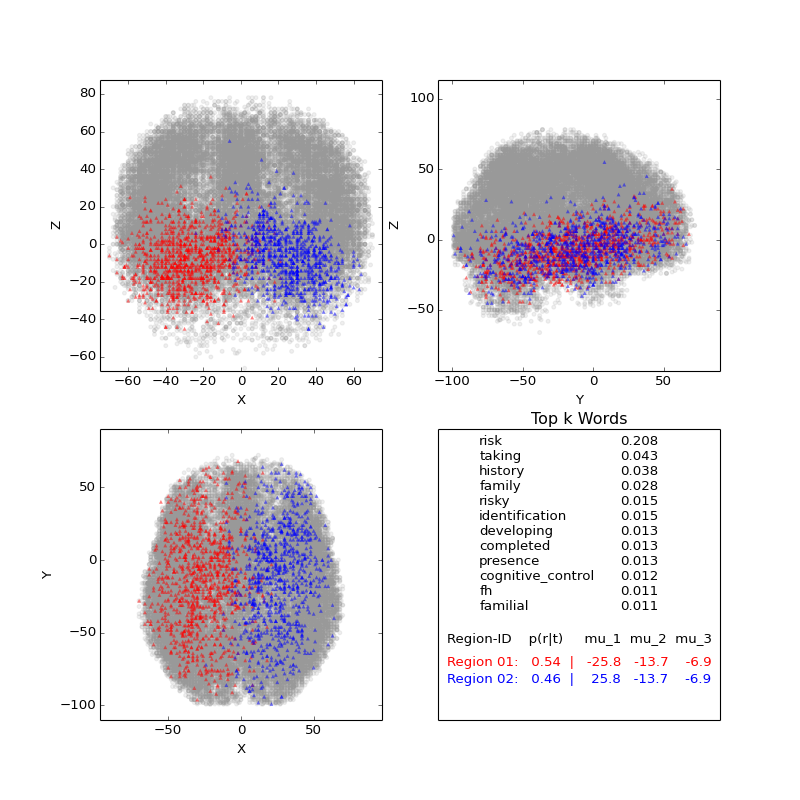 80
60
40
20
0
−20
−40
−60
Z
−60 −40 −20 0 20 40 60
X
100
50
0
−50
Z
−100 −50 0 50
Y
50
0
−50
−100
Y
−50 0 50
X
Top k Words
risk 0.208
taking 0.043
history 0.038
family 0.028
risky 0.015
identification 0.015
developing 0.013
completed 0.013
presence 0.013
cognitive_control 0.012
fh 0.011
familial 0.011
Region-ID p(r|t) mu_1 mu_2 mu_3
Region 01: 0.54 | -25.8 -13.7 -6.9
Region 02: 0.46 | 25.8 -13.7 -6.9